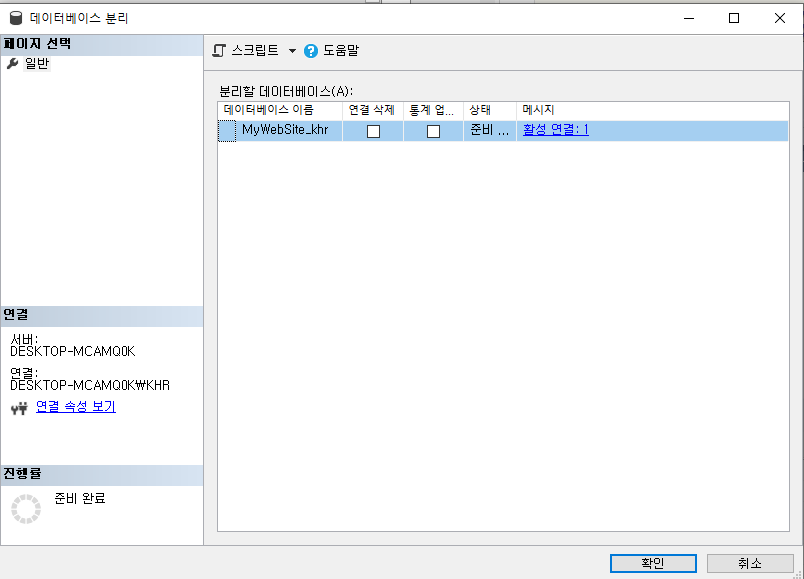 데이터베이스 분리
페이지 선택
일반
스크립트 도움말
분리할 데이터베이스(A):
데이터베이스 이름 연결 삭제 통계 업... 상태 메시지
MyWebSite_khr 준비 ... 활성 연결: 1
연결
서버:
DESKTOP-MCAMQ0K
연결:
DESKTOP-MCAMQ0K₩KHR
연결 속성 보기
진행률
준비 완료
확인 취소